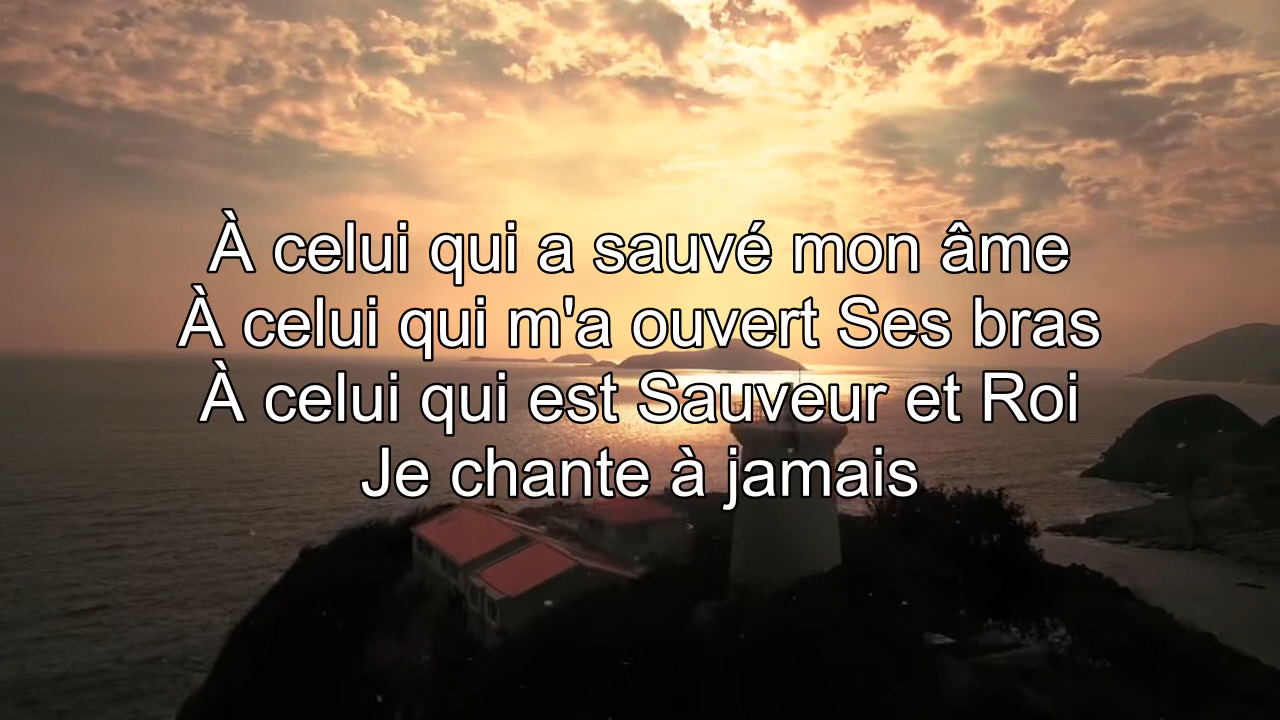 À celui qui a sauvé mon âme
À celui qui m'a ouvert Ses bras
À celui qui est Sauveur et Roi
Je chante à jamais